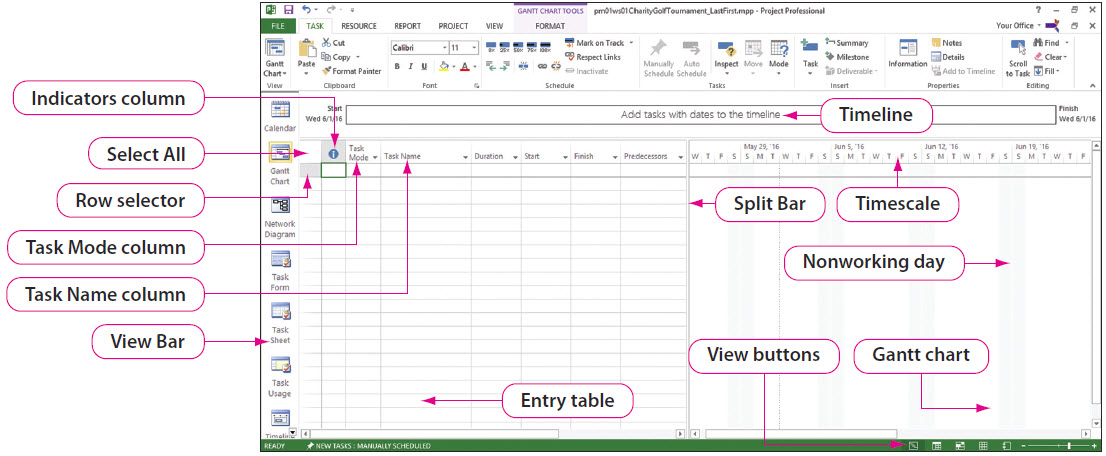 GANTT CHART TOOLS
pm01ws01CharityGolfTournament_LastFirst.mpp - Project Professional
FILE TASK RESOURCE REPORT PROJECT VIEW FORMAT
Your Office
Gantt Chart
View
Paste
Cut
Copy
Format Painter
Clipboard
Calibri 11
B I U A
Font
0% 25% 50% 75% 100%
Mark on Track
Respect Links
Inactivate
Schedule
Manually Schedule
Auto Schedule
Inspect
Move
Mode
Tasks
Task
Summary
Milestone
Deliverable
Insert
Information
Notes
Details
Add to Timeline
Properties
Scroll to Task
Find
Clear
Fill
Editing
Start
Wed 6/1/16
Add tasks with dates to the timeline
Finish
Wed 6/1/16
Task Mode
Task Name
Duration
Start
Finish
Predecessors
May 29, '16
Jun 5, '16
Jun 12, '16
Jun 19, '16
W T F S S M T W T F S S M T W T F S S M T W T F S S M T W T F
Calendar
Gantt Chart
Network Diagram
Task Form
Task Sheet
Task Usage
Timeline
Indicators column
Select All
Row selector
Task Mode column
Task Name column
View Bar
Timeline
Split Bar
Timescale
Nonworking day
View buttons
Gantt chart
Entry table
READY
NEW TASKS : MANUALLY SCHEDULED